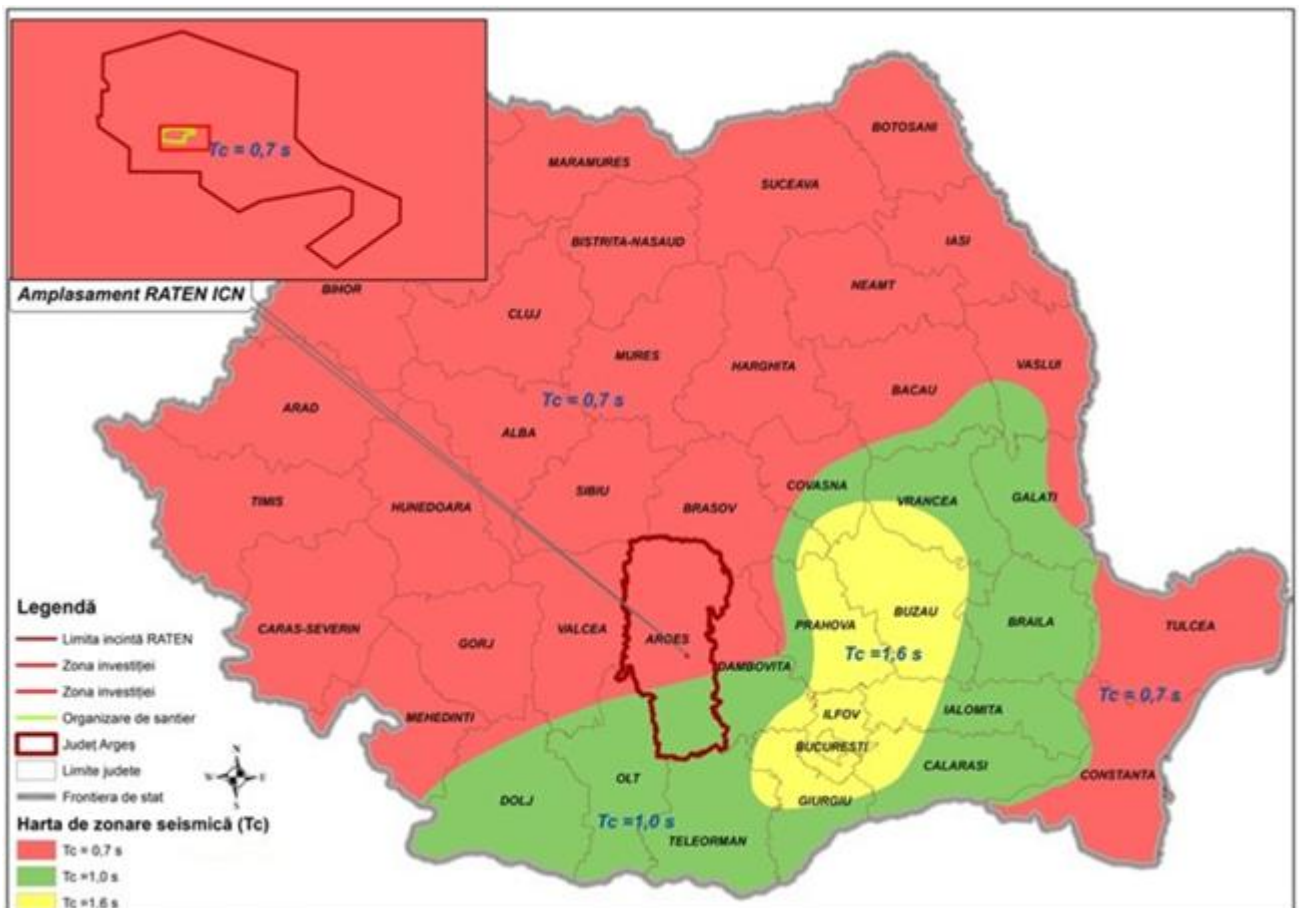 Tc = 0,7 s
Amplasament RATEN ICN
BOTOSANI
MARAMURES
SUCEAVA
BISTRITA-NASAUD
IASI
BIHOR
NEAMT
CLUJ
MURES
HARGHITA
VASLUI
BACAU
Tc = 0,7 s
ARAD
ALBA
COVASNA
SIBIU
VRANCEA
GALATI
TIMIS
HUNEDOARA
BRASOV
BUZAU
BRAILA
PRAHOVA
TULCEA
CARAS-SEVERIN
GORJ
VALCEA
ARGES
Tc =1,6 s
DAMBOVITA
Tc = 0,7 s
MEHEDINTI
ILFOV
IALOMITA
BUCURESTI
CALARASI
CONSTANTA
OLT
DOLJ
GIURGIU
Tc =1,0 s
TELEORMAN
Legendă
Limita incintă RATEN
Zona investiției
Zona investiției
Organizare de santier
Județ Arges
Limite judete
Frontiera de stat
N
W
E
S
Harta de zonare seismică (Tc)
Tc = 0,7 s
Tc =1,0 s
Tc =1,6 s